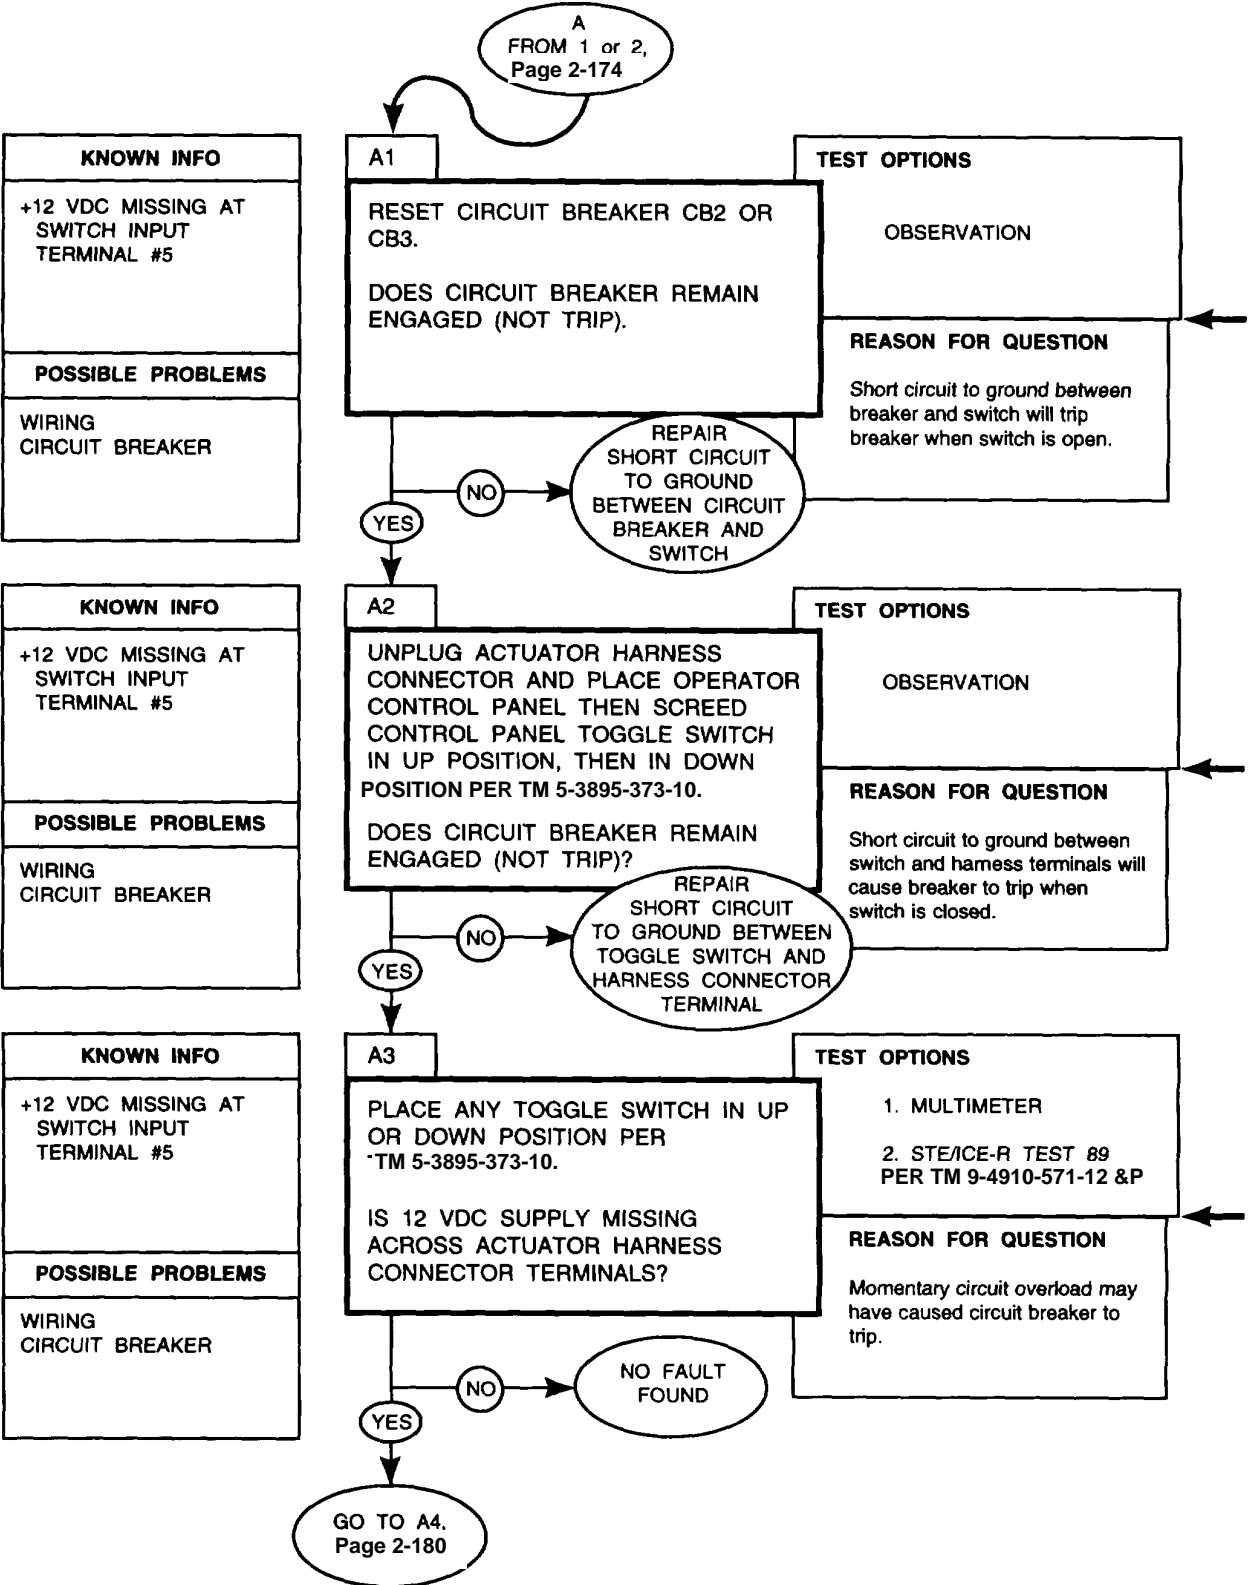 A
FROM 1 or 2,
Page 2-174
KNOWN INFO
+12 VDC MISSING AT
SWITCH INPUT
TERMINAL #5
POSSIBLE PROBLEMS
WIRING
CIRCUIT BREAKER
A1
RESET CIRCUIT BREAKER CB2 OR
CB3.
DOES CIRCUIT BREAKER REMAIN
ENGAGED (NOT TRIP).
TEST OPTIONS
OBSERVATION
REASON FOR QUESTION
Short circuit to ground between
breaker and switch will trip
breaker when switch is open.
NO
REPAIR
SHORT CIRCUIT
TO GROUND
BETWEEN CIRCUIT
BREAKER AND
SWITCH
YES
KNOWN INFO
+12 VDC MISSING AT
SWITCH INPUT
TERMINAL #5
POSSIBLE PROBLEMS
WIRING
CIRCUIT BREAKER
A2
UNPLUG ACTUATOR HARNESS
CONNECTOR AND PLACE OPERATOR
CONTROL PANEL THEN SCREED
CONTROL PANEL TOGGLE SWITCH
IN UP POSITION, THEN IN DOWN
POSITION PER TM 5-3895-373-10.
DOES CIRCUIT BREAKER REMAIN
ENGAGED (NOT TRIP)?
TEST OPTIONS
OBSERVATION
REASON FOR QUESTION
Short circuit to ground between
switch and harness terminals will
cause breaker to trip when
switch is closed.
NO
REPAIR
SHORT CIRCUIT
TO GROUND BETWEEN
TOGGLE SWITCH AND
HARNESS CONNECTOR
TERMINAL
YES
KNOWN INFO
+12 VDC MISSING AT
SWITCH INPUT
TERMINAL #5
POSSIBLE PROBLEMS
WIRING
CIRCUIT BREAKER
A3
PLACE ANY TOGGLE SWITCH IN UP
OR DOWN POSITION PER
TM 5-3895-373-10.
IS 12 VDC SUPPLY MISSING
ACROSS ACTUATOR HARNESS
CONNECTOR TERMINALS?
TEST OPTIONS
1. MULTIMETER
2. STE/ICE-R TEST 89
PER TM 9-4910-571-12 &P
REASON FOR QUESTION
Momentary circuit overload may
have caused circuit breaker to
trip.
NO
NO FAULT
FOUND
YES
GO TO A4.
Page 2-180